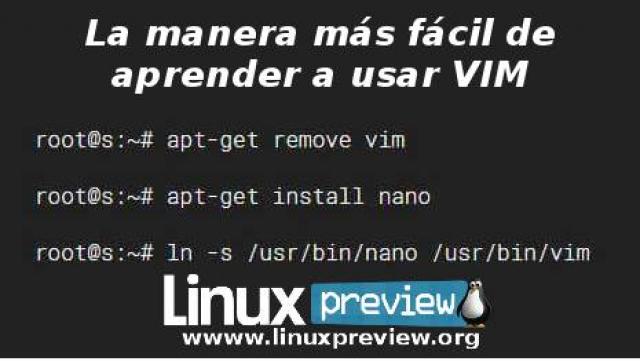 La manera más fácil de
aprender a usar VIM
root@s:~# apt-get remove vim
root@s:~# apt-get install nano
root@s:~# ln -s /usr/bin/nano /usr/bin/vim
Linux preview
www.linuxpreview.org